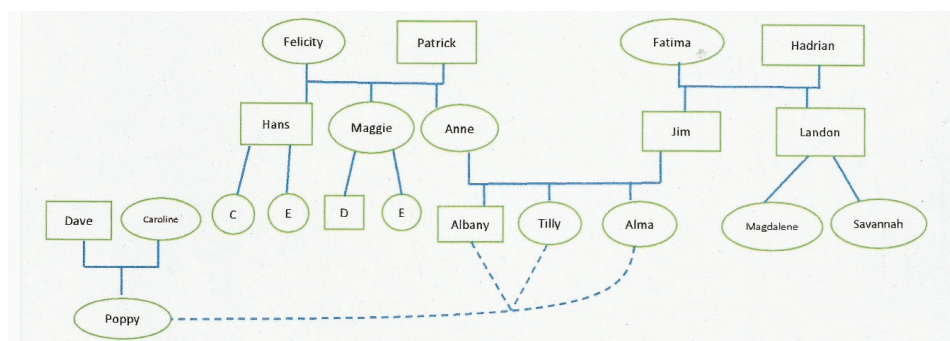 Felicity
Patrick
Fatima
Hadrian
Hans
Maggie
Anne
Jim
Landon
Dave
Caroline
C
E
D
E
Albany
Tilly
Alma
Magdalene
Savannah
Poppy